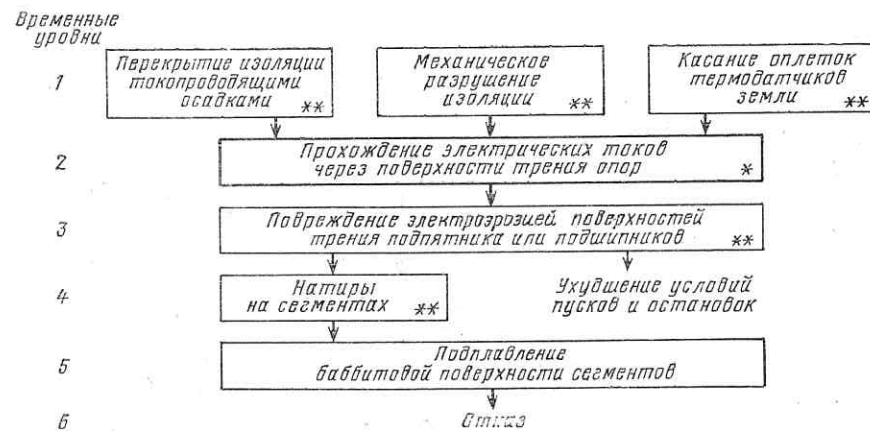 Временные
уровни
1
Перекрытие изоляции
токопроводящими
осадками **
Механическое
разрушение
изоляции **
Касание оплеток
термодатчиков
земли **
2
Прохождение электрических токов
через поверхности трения опор *
3
Повреждение электроэрозией поверхностей
трения подпятника или подшипников **
4
Натиры
на сегментах **
Ухудшение условий
пусков и остановок
5
Подплавление
баббитовой поверхности сегментов
6
Отказ